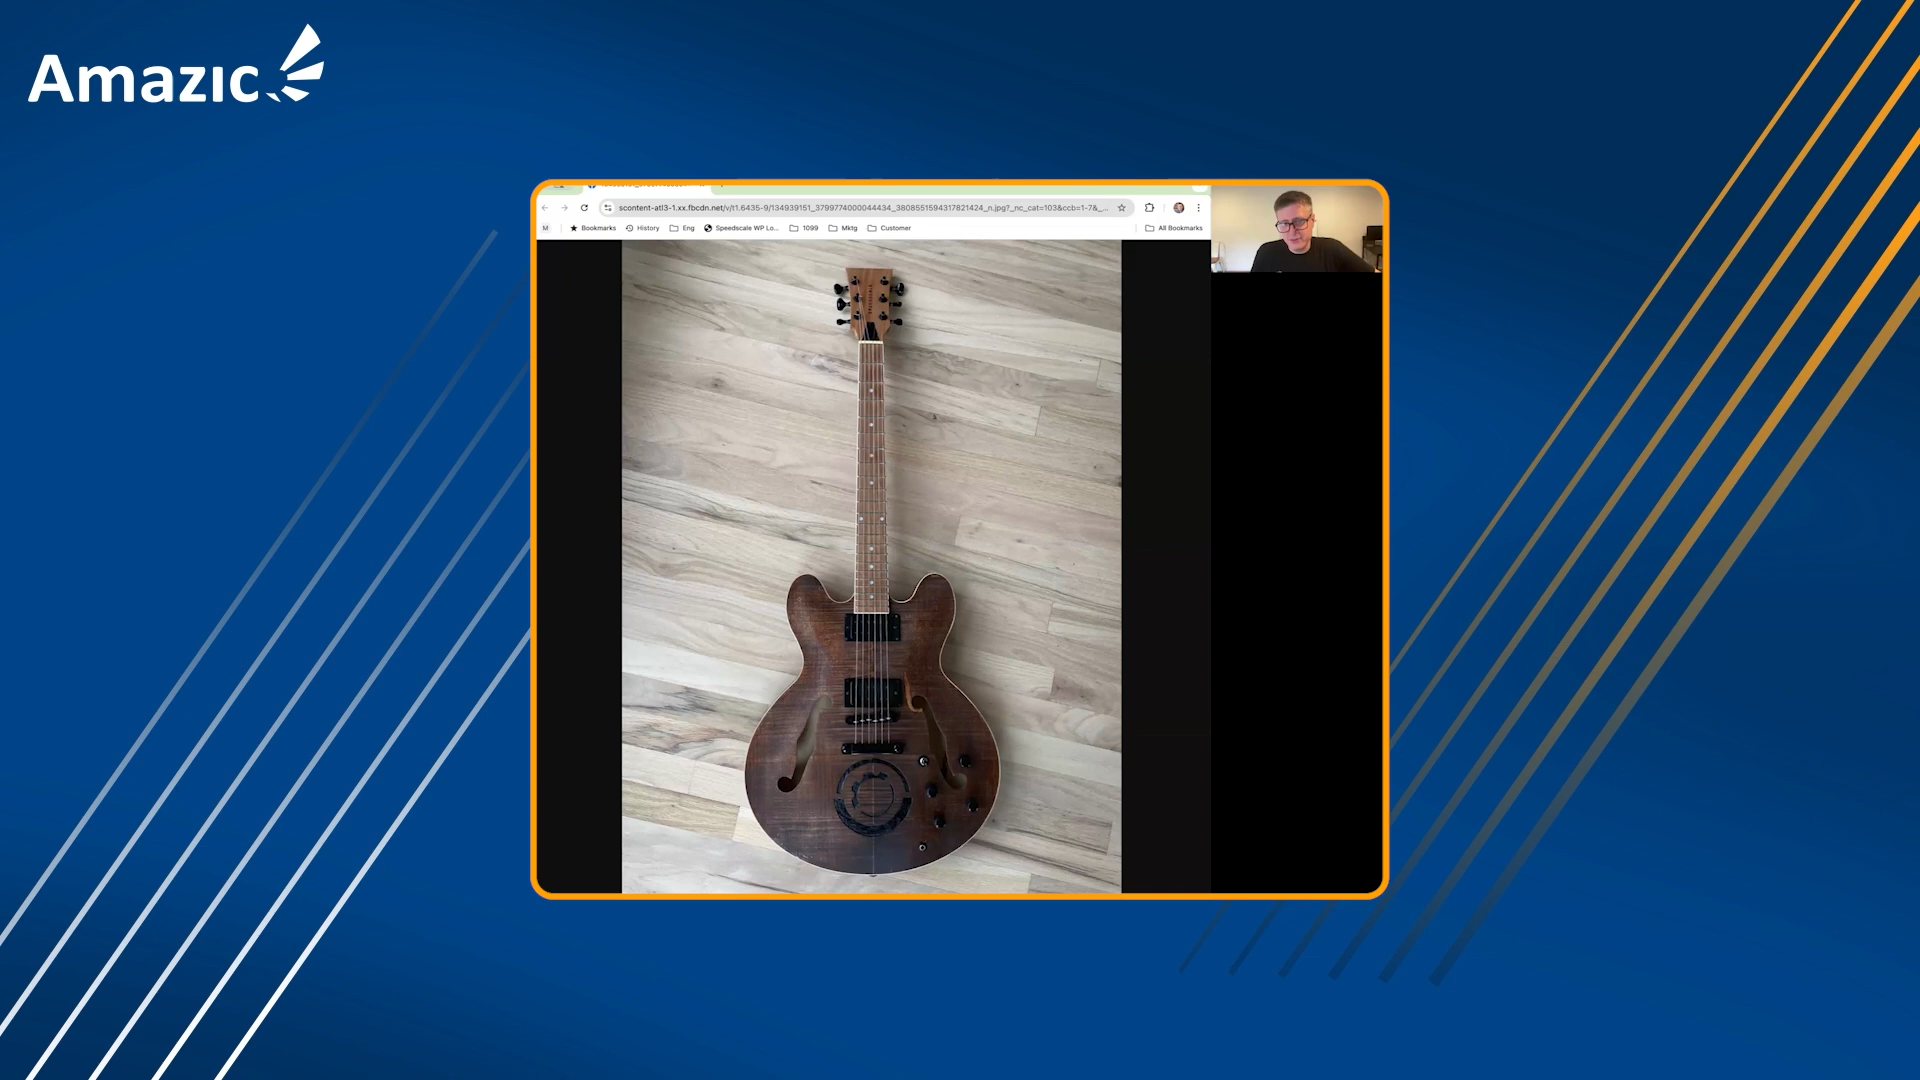 Amazic
scontent-atl3-1.xx.fbcdn.net/v/t1.6435-9/134939151_3799774000044434_3808551594317821424_n.jpg?_nc_cat=103&ccb=1-7&_...
M Bookmarks History Eng Speedscale WP Lo... 1099 Mktg Customer All Bookmarks